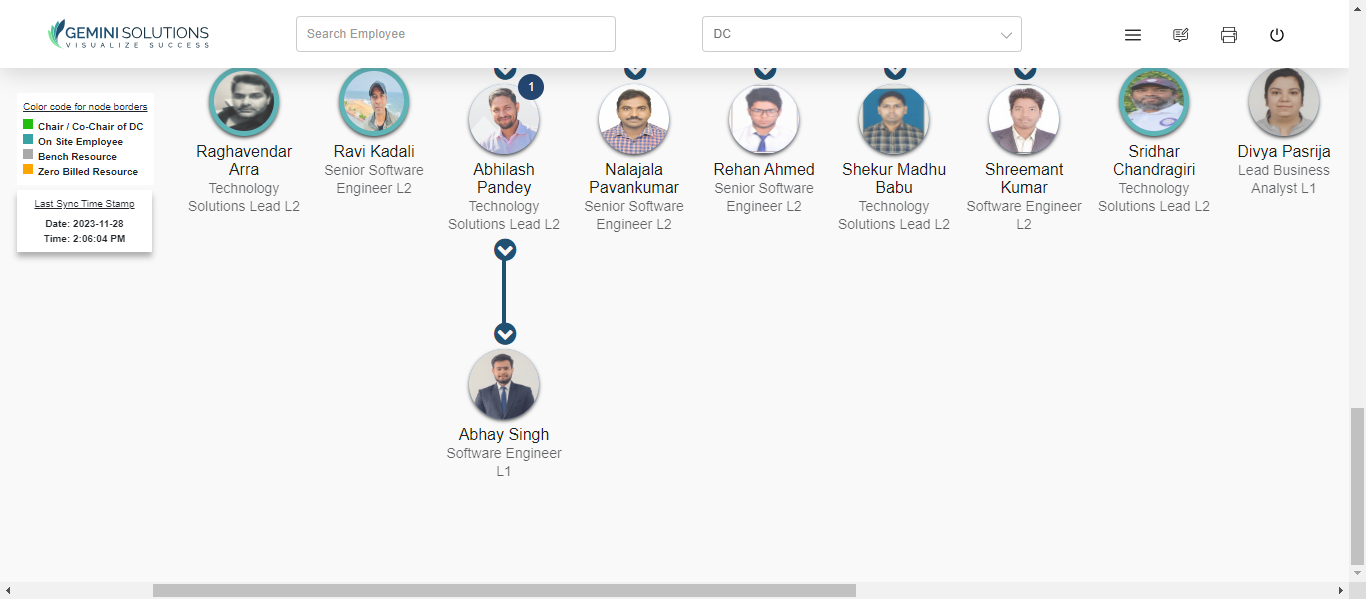 GEMINI SOLUTIONS
VISUALIZE SUCCESS
Search Employee
DC
Color code for node borders
Chair / Co-Chair of DC
On Site Employee
Bench Resource
Zero Billed Resource
Last Sync Time Stamp
Date: 2023-11-28
Time: 2:06:04 PM
Raghavendar
Arra
Technology
Solutions Lead L2
Ravi Kadali
Senior Software
Engineer L2
1
Abhilash
Pandey
Technology
Solutions Lead L2
Nalajala
Pavankumar
Senior Software
Engineer L2
Rehan Ahmed
Senior Software
Engineer L2
Shekur Madhu
Babu
Technology
Solutions Lead L2
Shreemant
Kumar
Software Engineer
L2
Sridhar
Chandragiri
Technology
Solutions Lead L2
Divya Pasrija
Lead Business
Analyst L1
Abhay Singh
Software Engineer
L1